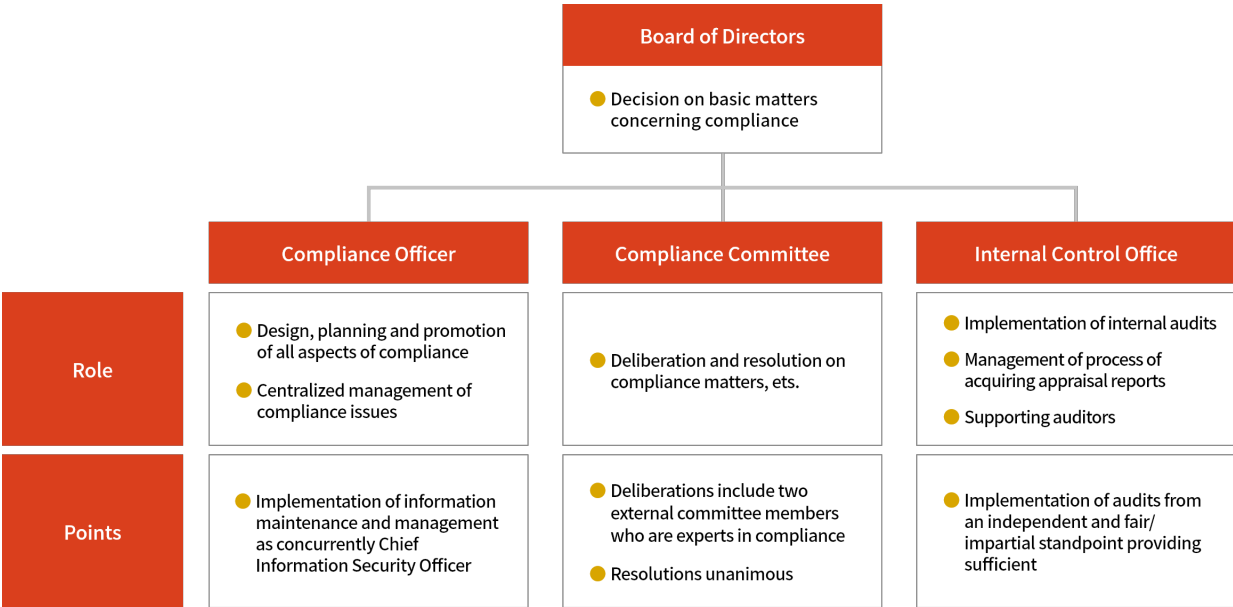 Board of Directors
Decision on basic matters
concerning compliance
Compliance Officer
Compliance Committee
Internal Control Office
Role
Design, planning and promotion
of all aspects of compliance
Centralized management of
compliance issues
Deliberation and resolution on
compliance matters, ets.
Implementation of internal audits
Management of process of
acquiring appraisal reports
Supporting auditors
Points
Implementation of information
maintenance and management
as concurrently Chief
Information Security Officer
Deliberations include two
external committee members
who are experts in compliance
Resolutions unanimous
Implementation of audits from
an independent and fair/
impartial standpoint providing
sufficient